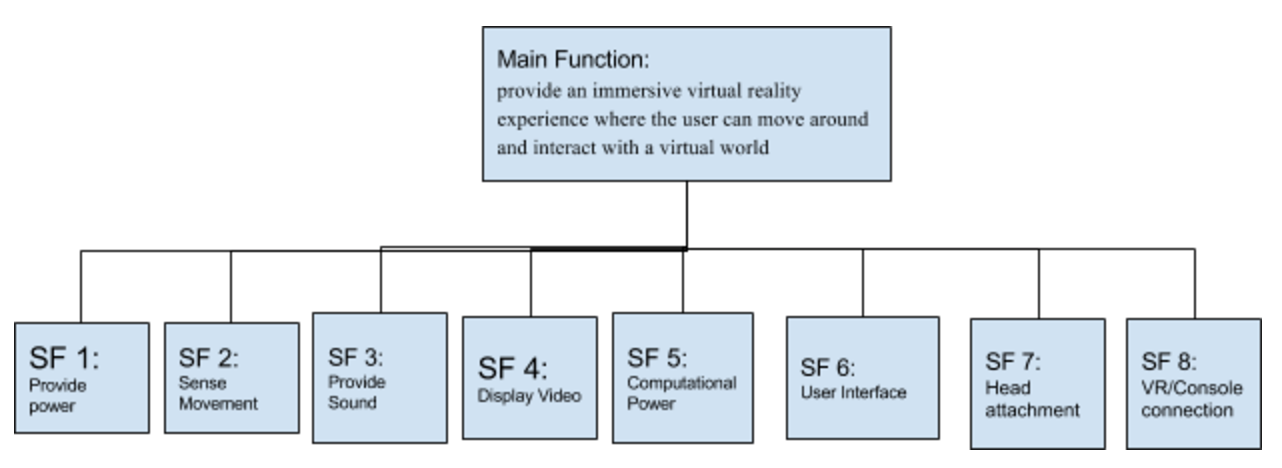 Main Function:
provide an immersive virtual reality
experience where the user can move around
and interact with a virtual world
SF 1:
Provide
power
SF 2:
Sense
Movement
SF 3:
Provide
Sound
SF 4:
Display Video
SF 5:
Computational
Power
SF 6:
User Interface
SF 7:
Head
attachment
SF 8:
VR/Console
connection